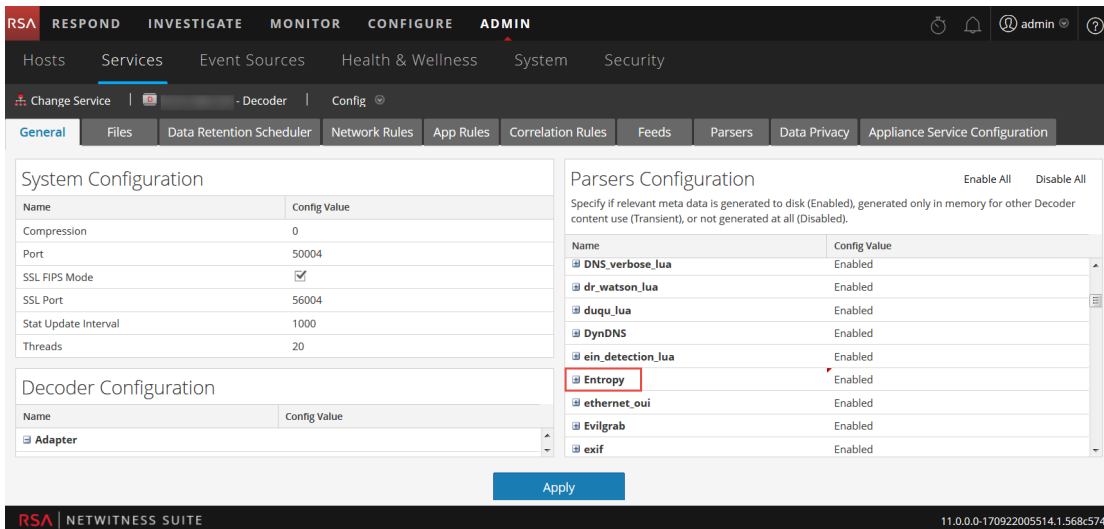 RSA RESPOND INVESTIGATE MONITOR CONFIGURE ADMIN admin ?
Hosts Services Event Sources Health & Wellness System Security
Change Service | D - Decoder | Config
General Files Data Retention Scheduler Network Rules App Rules Correlation Rules Feeds Parsers Data Privacy Appliance Service Configuration
System Configuration
Name Config Value
Compression 0
Port 50004
SSL FIPS Mode
SSL Port 56004
Stat Update Interval 1000
Threads 20
Decoder Configuration
Name Config Value
Adapter
Parsers Configuration Enable All Disable All
Specify if relevant meta data is generated to disk (Enabled), generated only in memory for other Decoder
content use (Transient), or not generated at all (Disabled).
Name Config Value
DNS_verbose_lua Enabled
dr_watson_lua Enabled
duqu_lua Enabled
DynDNS Enabled
ein_detection_lua Enabled
Entropy Enabled
ethernet_oui Enabled
Evilgrab Enabled
exif Enabled
Apply
RSA | NETWITNESS SUITE 11.0.0.0-170922005514.1.568c574